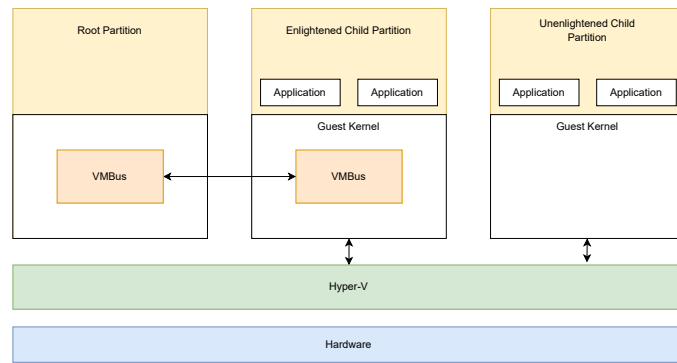 Root Partition
Enlightened Child Partition
Unenlightened Child
Partition
Application
Application
Application
Application
Guest Kernel
Guest Kernel
VMBus
VMBus
Hyper-V
Hardware